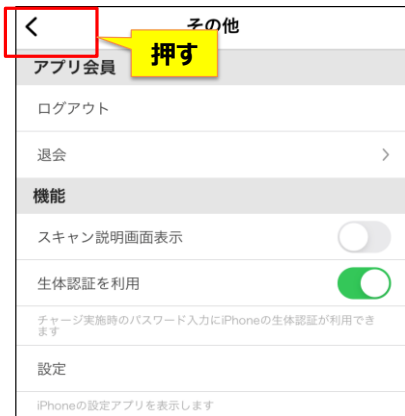 その他
押す
アプリ会員
ログアウト
退会
機能
スキャン説明画面表示
生体認証を利用
チャージ実施時のパスワード入力にiPhoneの生体認証が利用でき
ます
設定
iPhoneの設定アプリを表示します